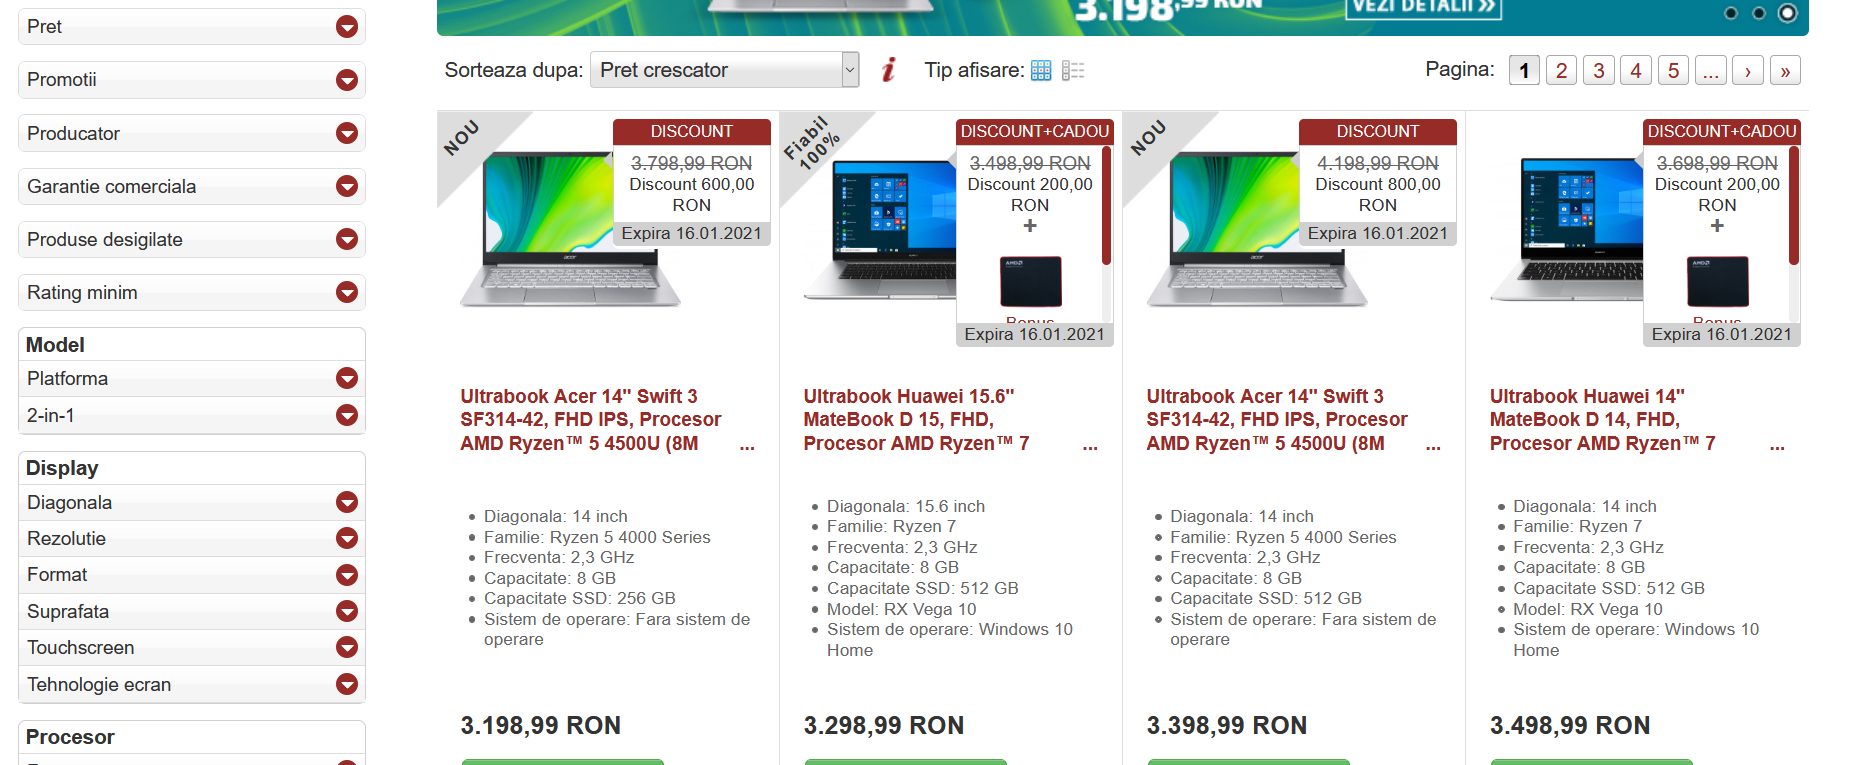 3.198,99 RON
VEZI DETALII »
Pret
Promotii
Producator
Garantie comerciala
Produse desigilate
Rating minim
Model
Platforma
2-in-1
Display
Diagonala
Rezolutie
Format
Suprafata
Touchscreen
Tehnologie ecran
Procesor
Sorteaza dupa: Pret crescator
i
Tip afisare:
Pagina: 1 2 3 4 5 ... › »
NOU
DISCOUNT
3.798,99 RON
Discount 600,00
RON
Expira 16.01.2021
acer
Ultrabook Acer 14" Swift 3
SF314-42, FHD IPS, Procesor
AMD Ryzen™ 5 4500U (8M ...
Diagonala: 14 inch
Familie: Ryzen 5 4000 Series
Frecventa: 2,3 GHz
Capacitate: 8 GB
Capacitate SSD: 256 GB
Sistem de operare: Fara sistem de
operare
3.198,99 RON
Fiabil
100%
DISCOUNT+CADOU
3.498,99 RON
Discount 200,00
RON
+
AMD
Bonus
Expira 16.01.2021
Ultrabook Huawei 15.6"
MateBook D 15, FHD,
Procesor AMD Ryzen™ 7 ...
Diagonala: 15.6 inch
Familie: Ryzen 7
Frecventa: 2,3 GHz
Capacitate: 8 GB
Capacitate SSD: 512 GB
Model: RX Vega 10
Sistem de operare: Windows 10
Home
3.298,99 RON
NOU
DISCOUNT
4.198,99 RON
Discount 800,00
RON
Expira 16.01.2021
acer
Ultrabook Acer 14" Swift 3
SF314-42, FHD IPS, Procesor
AMD Ryzen™ 5 4500U (8M ...
Diagonala: 14 inch
Familie: Ryzen 5 4000 Series
Frecventa: 2,3 GHz
Capacitate: 8 GB
Capacitate SSD: 512 GB
Sistem de operare: Fara sistem de
operare
3.398,99 RON
DISCOUNT+CADOU
3.698,99 RON
Discount 200,00
RON
+
AMD
Bonus
Expira 16.01.2021
Ultrabook Huawei 14"
MateBook D 14, FHD,
Procesor AMD Ryzen™ 7 ...
Diagonala: 14 inch
Familie: Ryzen 7
Frecventa: 2,3 GHz
Capacitate: 8 GB
Capacitate SSD: 512 GB
Model: RX Vega 10
Sistem de operare: Windows 10
Home
3.498,99 RON